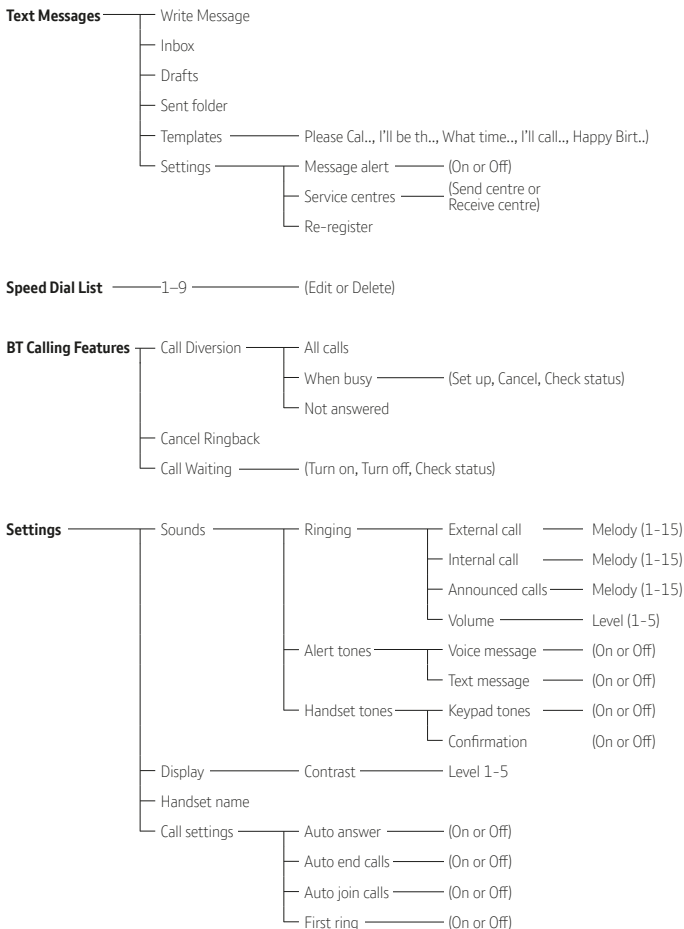 Text Messages Write Message
Inbox
Drafts
Sent folder
Templates Please Cal.., I'll be th.., What time.., I'll call.., Happy Birt..)
Settings Message alert (On or Off)
Service centres (Send centre or
Receive centre)
Re-register
Speed Dial List 1–9 (Edit or Delete)
BT Calling Features Call Diversion All calls
When busy (Set up, Cancel, Check status)
Not answered
Cancel Ringback
Call Waiting (Turn on, Turn off, Check status)
Settings Sounds Ringing External call Melody (1-15)
Internal call Melody (1-15)
Announced calls Melody (1-15)
Volume Level (1-5)
Alert tones Voice message (On or Off)
Text message (On or Off)
Handset tones Keypad tones (On or Off)
Confirmation (On or Off)
Display Contrast Level 1-5
Handset name
Call settings Auto answer (On or Off)
Auto end calls (On or Off)
Auto join calls (On or Off)
First ring (On or Off)